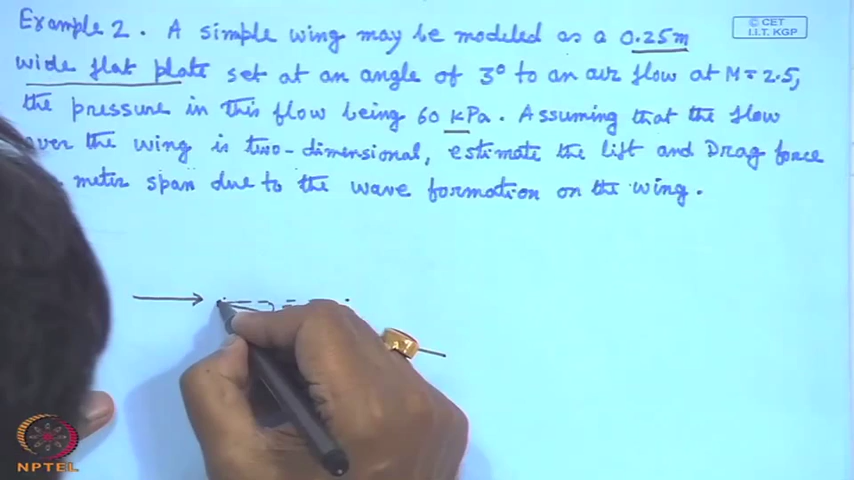 Example 2. A simple wing may be modeled as a 0.25m
wide flat plate set at an angle of 3° to an air flow at M = 2.5,
the pressure in this flow being 60 kPa. Assuming that the flow
over the wing is two-dimensional, estimate the lift and Drag force
meter span due to the wave formation on the wing.
© CET
I.I.T. KGP
NPTEL